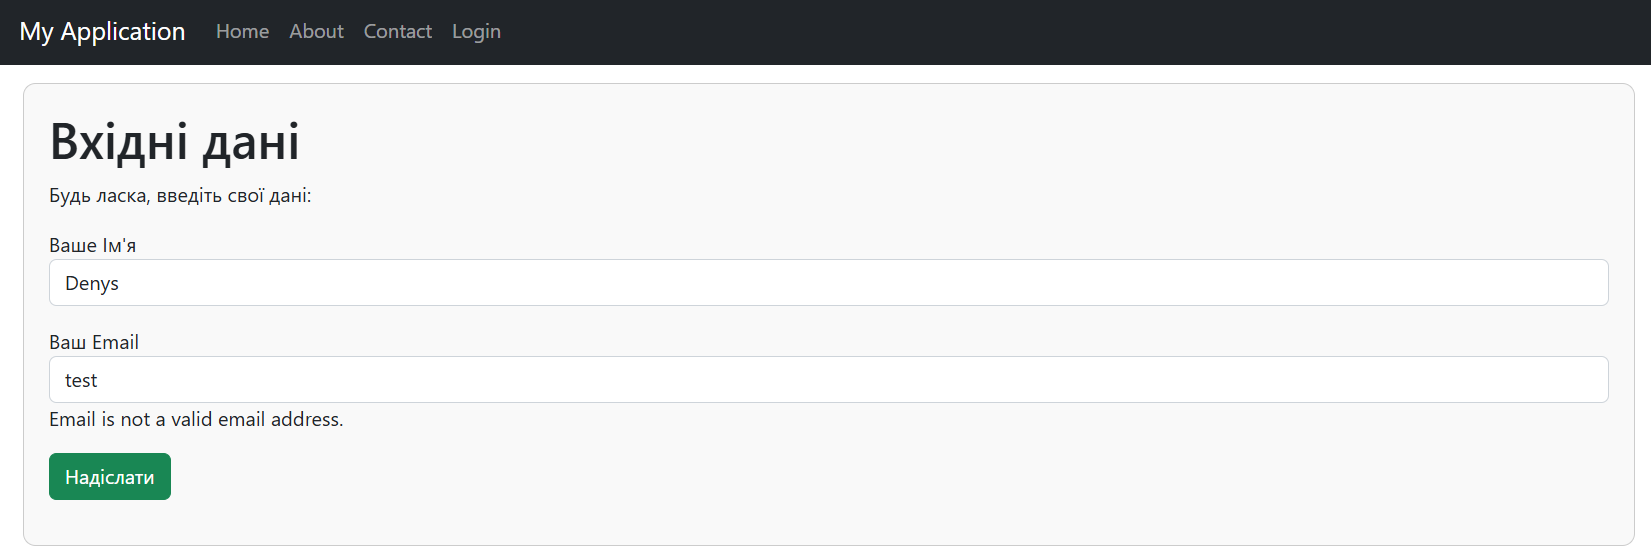 My Application Home About Contact Login
Вхідні дані
Будь ласка, введіть свої дані:
Ваше Ім'я
Denys
Ваш Email
test
Email is not a valid email address.
Надіслати